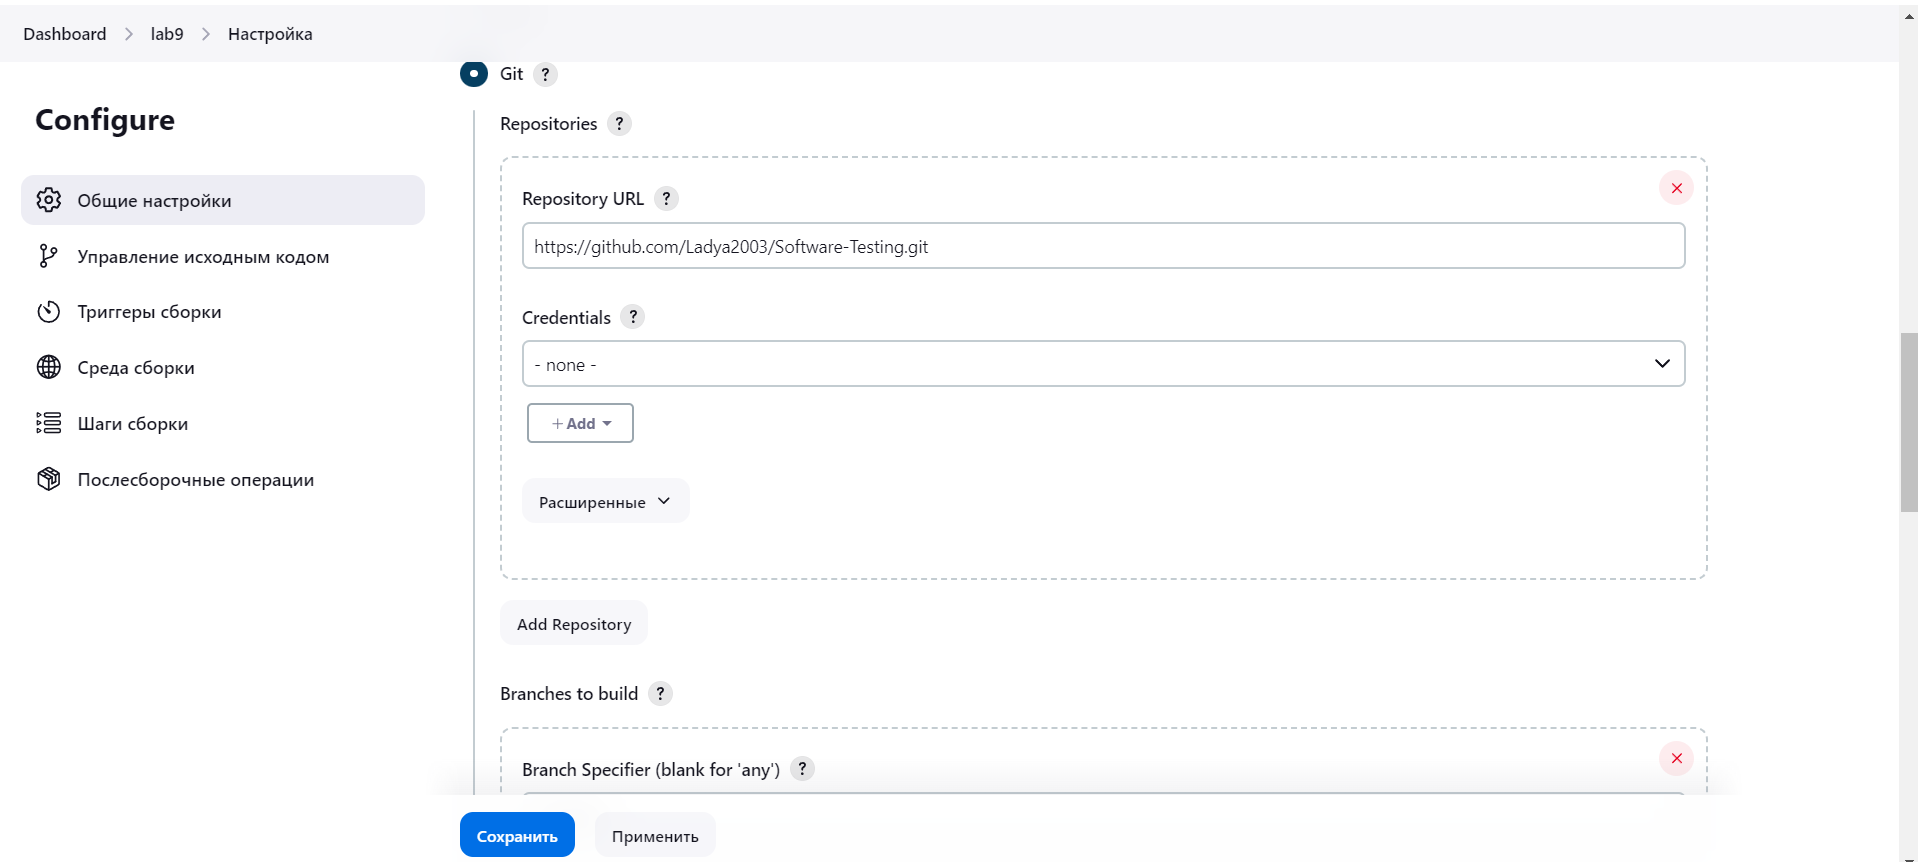 Dashboard > lab9 > Настройка
Git ?
Configure
Repositories ?
Общие настройки
Repository URL ?
https://github.com/Ladya2003/Software-Testing.git
Управление исходным кодом
Триггеры сборки
Credentials ?
- none -
Среда сборки
Шаги сборки
+ Add
Послесборочные операции
Расширенные
Add Repository
Branches to build ?
Branch Specifier (blank for 'any') ?
Сохранить
Применить